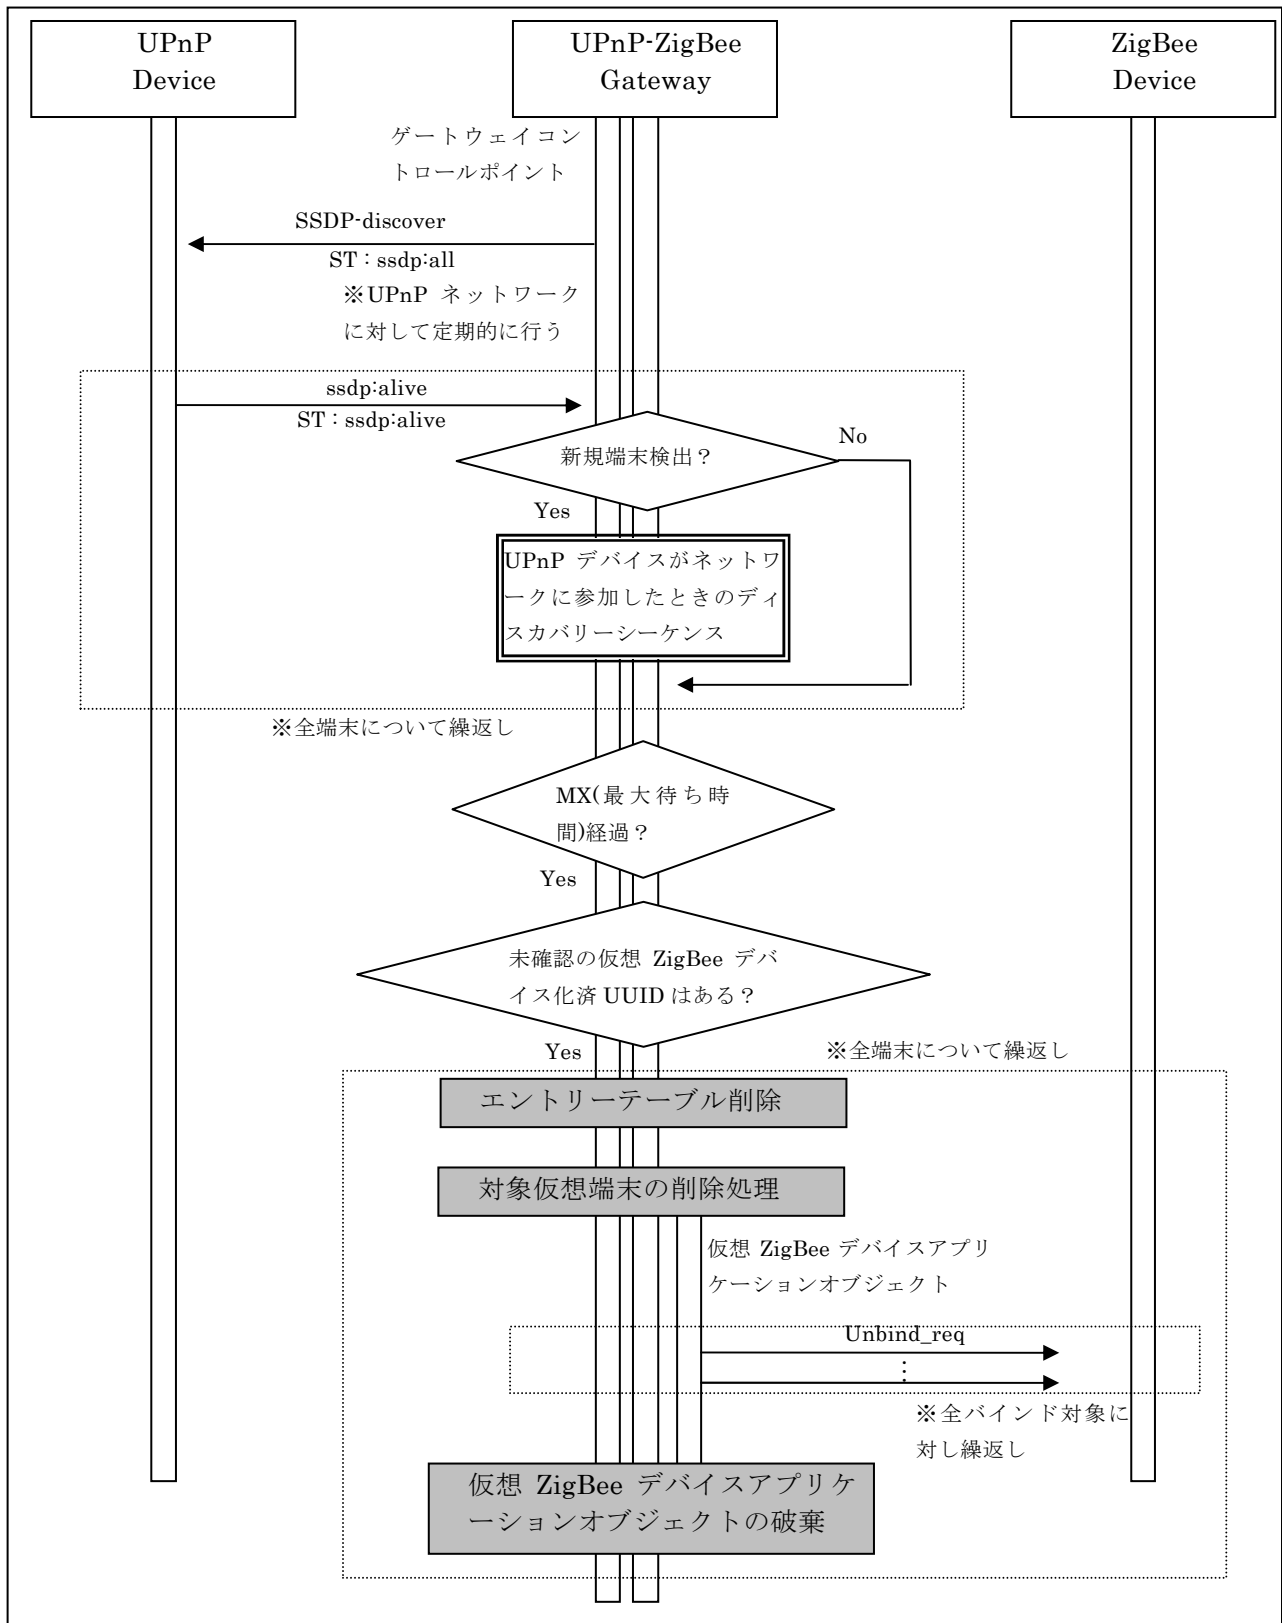 UPnP
Device
UPnP-ZigBee
Gateway
ZigBee
Device
ゲートウェイコン
トロールポイント
SSDP-discover
ST：ssdp:all
※UPnP ネットワーク
に対して定期的に行う
ssdp:alive
ST：ssdp:alive
新規端末検出？
No
Yes
UPnP デバイスがネットワ
ークに参加したときのディ
スカバリーシーケンス
※全端末について繰返し
MX(最大待ち時
間)経過？
Yes
未確認の仮想 ZigBee デバ
イス化済 UUID はある？
Yes
※全端末について繰返し
エントリーテーブル削除
対象仮想端末の削除処理
仮想 ZigBee デバイスアプリ
ケーションオブジェクト
Unbind_req
⋮
※全バインド対象に
対し繰返し
仮想 ZigBee デバイスアプリケ
ーションオブジェクトの破棄